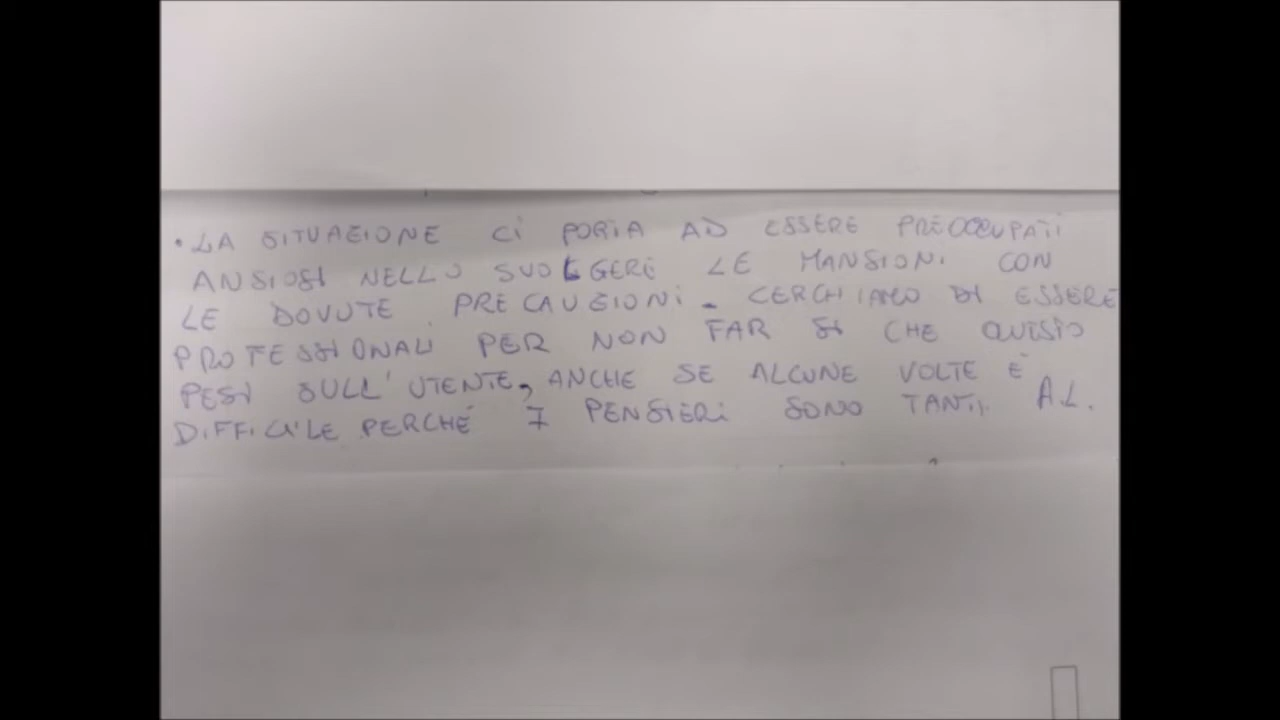 • LA SITUAZIONE CI PORTA AD ESSERE PREOCCUPATI
ANSIOSI NELLO SVOLGERE LE MANSIONI CON
LE DOVUTE PRECAUZIONI. CERCHIAMO DI ESSERE
PROFESSIONALI PER NON FAR SI CHE QUESTO
PESI SULL'UTENTE, ANCHE SE ALCUNE VOLTE È
DIFFICILE PERCHÉ I PENSIERI SONO TANTI. A.L.